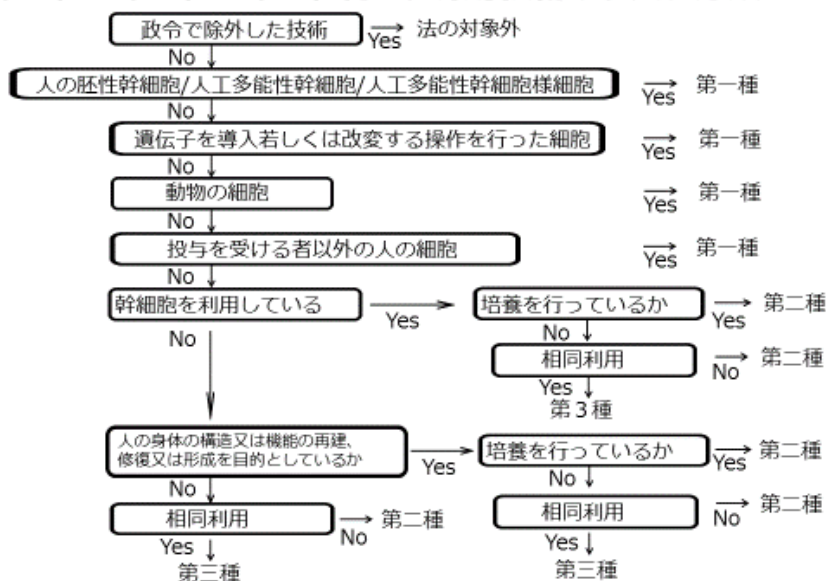 政令で除外した技術 Yes 法の対象外
No
人の胚性幹細胞/人工多能性幹細胞/人工多能性幹細胞様細胞 Yes 第一種
No
遺伝子を導入若しくは改変する操作を行った細胞 Yes 第一種
No
動物の細胞 Yes 第一種
No
投与を受ける者以外の人の細胞 Yes 第一種
No
幹細胞を利用している Yes 培養を行っているか Yes 第二種
No No
相同利用 No 第二種
Yes
第3種
人の身体の構造又は機能の再建、
修復又は形成を目的としているか Yes 培養を行っているか Yes 第二種
No No
相同利用 No 第二種 相同利用 No 第二種
Yes Yes
第三種 第三種